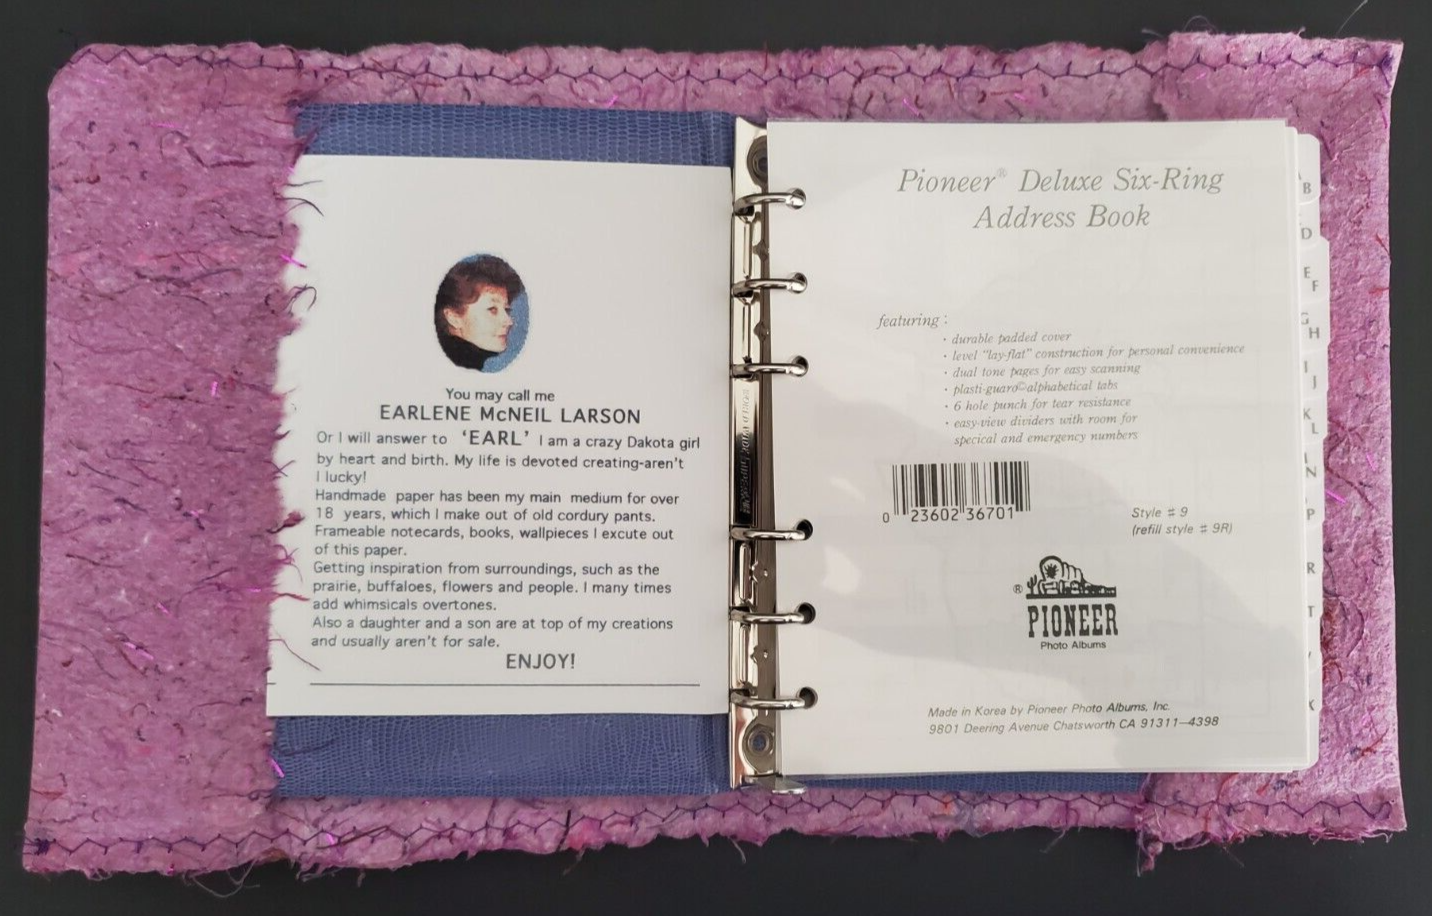 You may call me
EARLENE McNEIL LARSON
Or I will answer to 'EARL' I am a crazy Dakota girl
by heart and birth. My life is devoted creating-aren't
I lucky!
Handmade paper has been my main medium for over
18 years, which I make out of old cordury pants.
Frameable notecards, books, wallpieces I excute out
of this paper.
Getting inspiration from surroundings, such as the
prairie, buffaloes, flowers and people. I many times
add whimsicals overtones.
Also a daughter and a son are at top of my creations
and usually aren't for sale.
ENJOY!
Pioneer® Deluxe Six-Ring
Address Book
featuring:
· durable padded cover
· level "lay-flat" construction for personal convenience
· dual tone pages for easy scanning
· plasti-guard©alphabetical tabs
· 6 hole punch for tear resistance
· easy-view dividers with room for
specical and emergency numbers
0 23602 36701
Style # 9
(refill style # 9R)
®
PIONEER
Photo Albums
Made in Korea by Pioneer Photo Albums, Inc.
9801 Deering Avenue Chatsworth CA 91311—4398
B
D
E
F
G
H
I
J
K
L
N
P
R
T